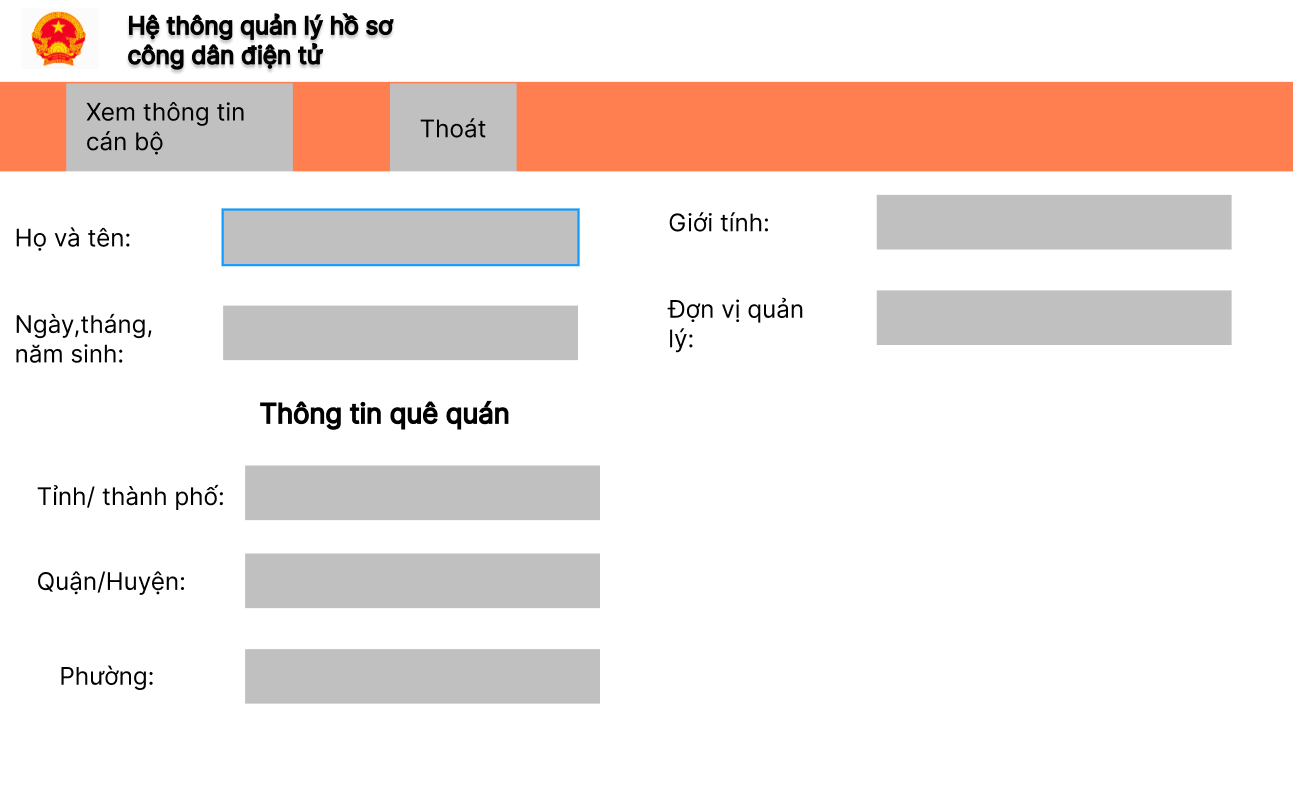 Hệ thông quản lý hồ sơ
công dân điện tử
Xem thông tin
cán bộ
Thoát
Họ và tên:
Giới tính:
Ngày,tháng,
năm sinh:
Đợn vị quản
lý:
Thông tin quê quán
Tỉnh/ thành phố:
Quận/Huyện:
Phường: